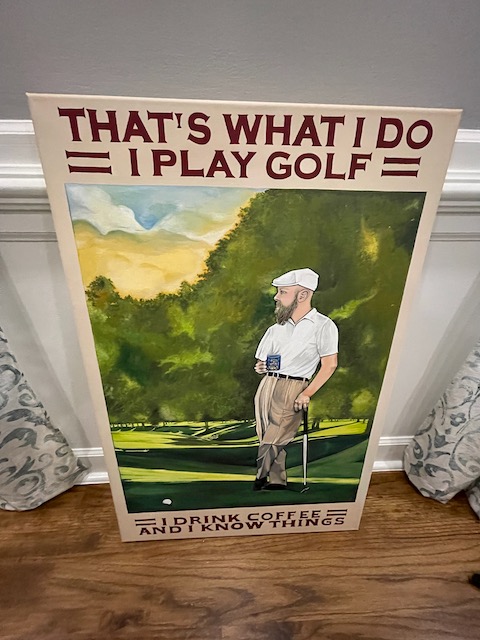 THAT'S WHAT I DO
I PLAY GOLF
I DRINK COFFEE
AND I KNOW THINGS